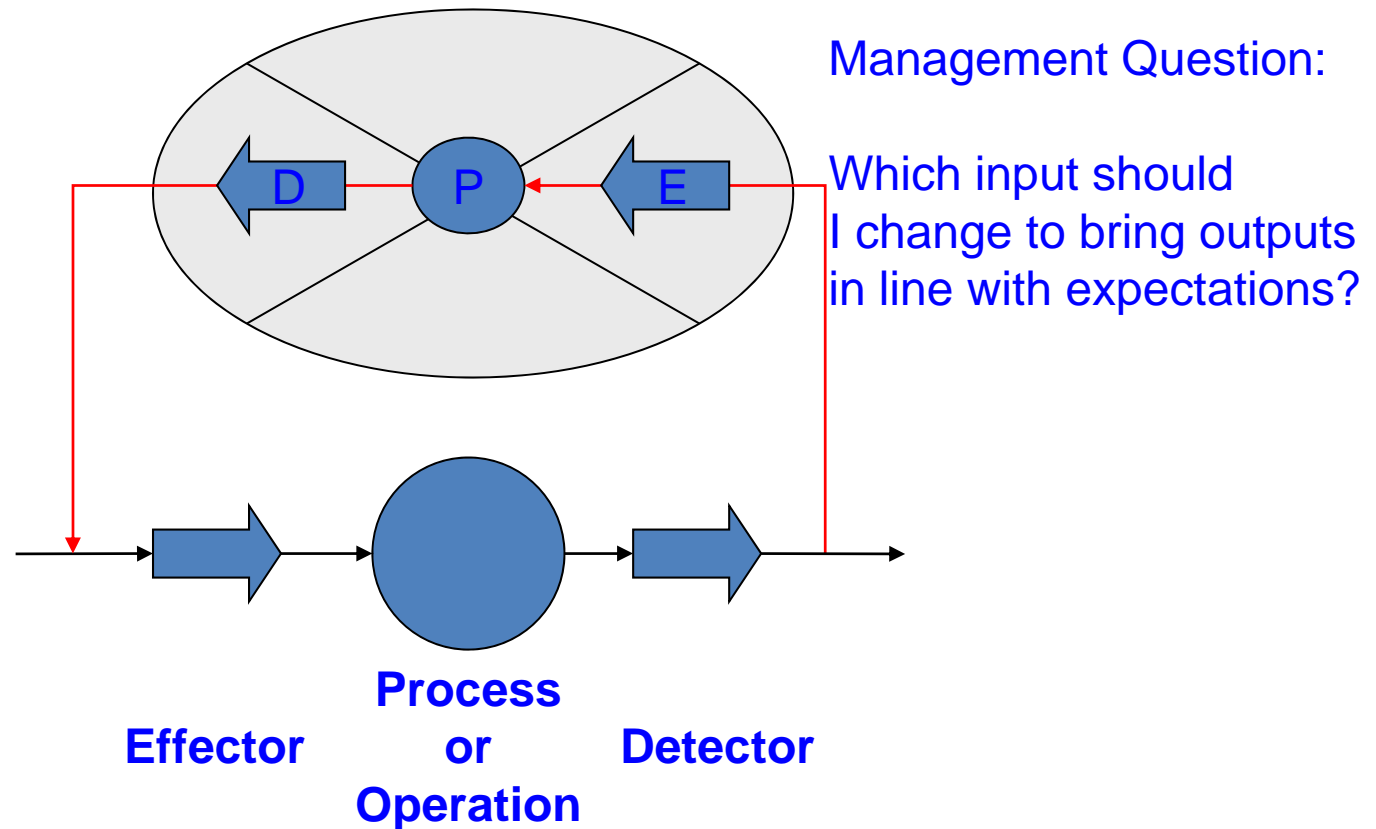 Management Question:
Which input should
I change to bring outputs
in line with expectations?
D
P
E
Effector
Process
or
Operation
Detector